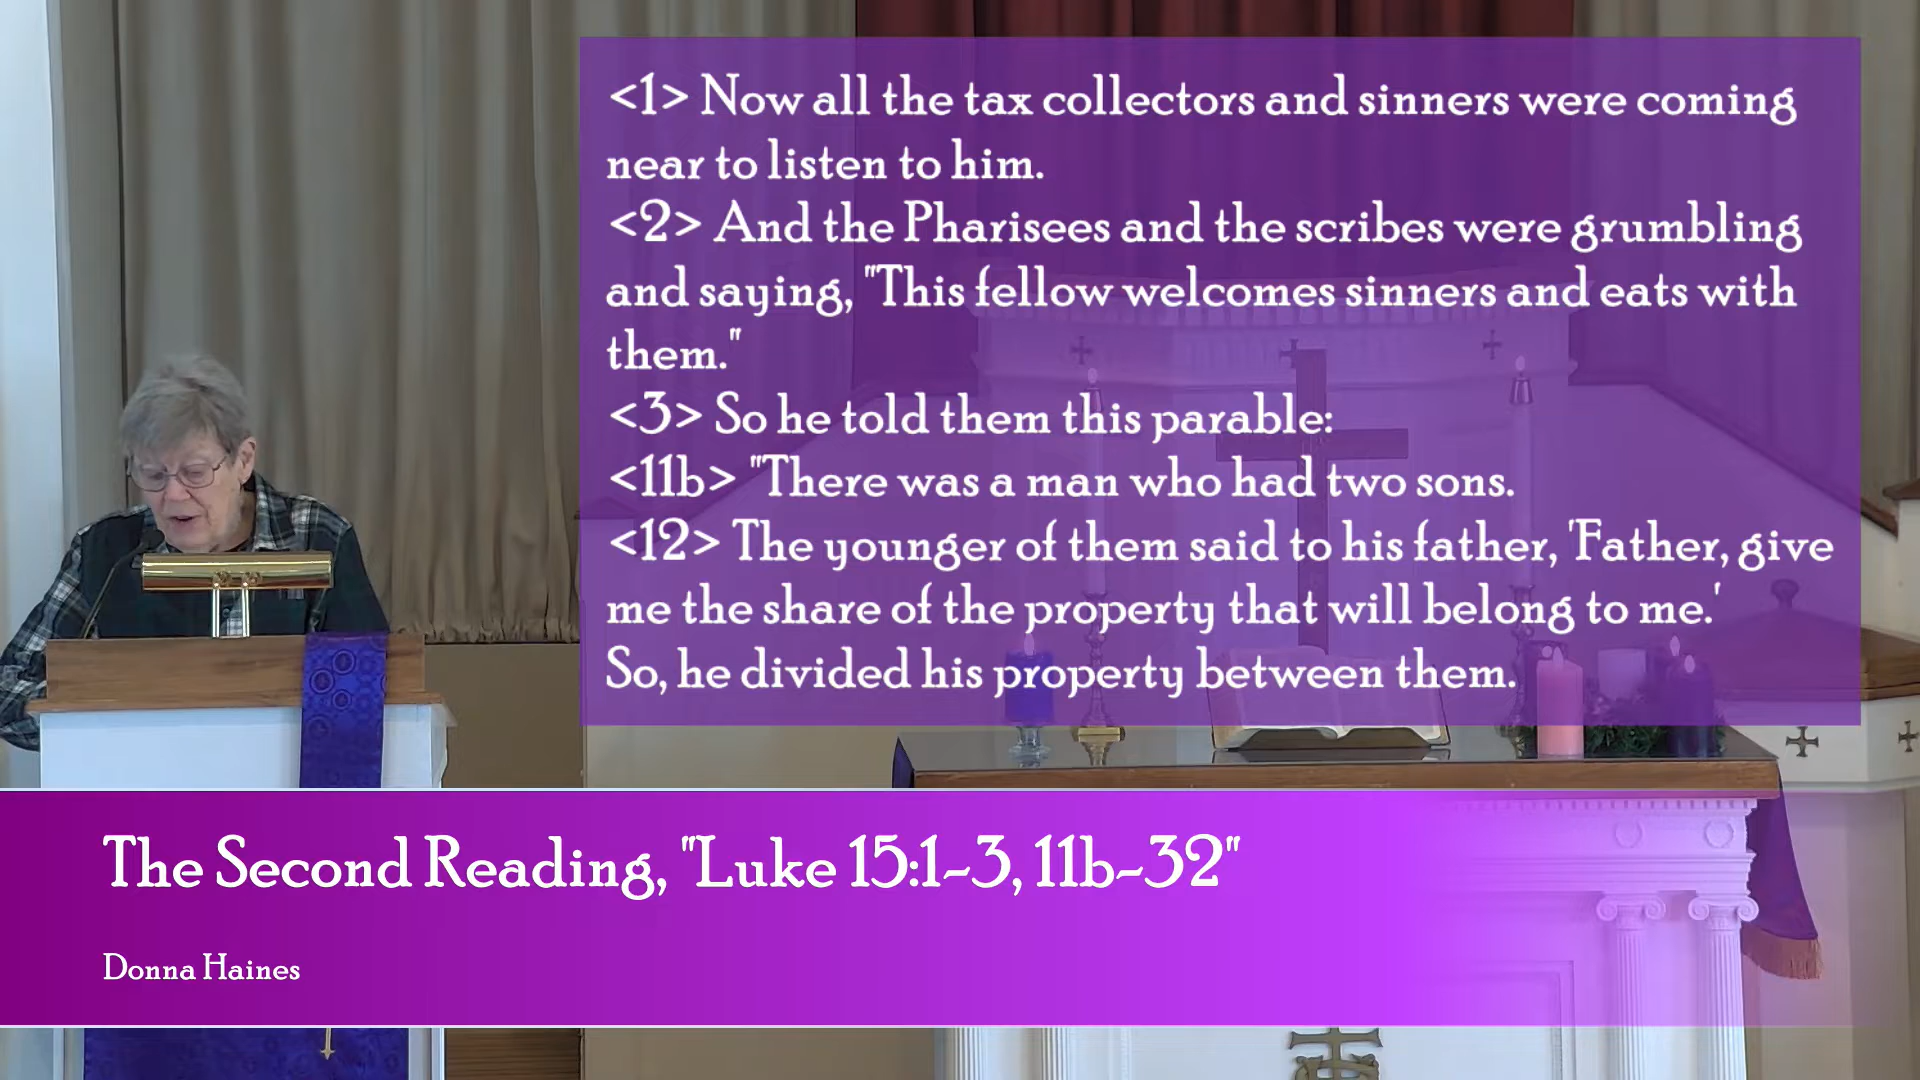 <1> Now all the tax collectors and sinners were coming
near to listen to him.
<2> And the Pharisees and the scribes were grumbling
and saying, "This fellow welcomes sinners and eats with
them."
<3> So he told them this parable:
<11b> "There was a man who had two sons.
<12> The younger of them said to his father, 'Father, give
me the share of the property that will belong to me.'
So, he divided his property between them.
The Second Reading, "Luke 15:1-3, 11b-32"
Donna Haines